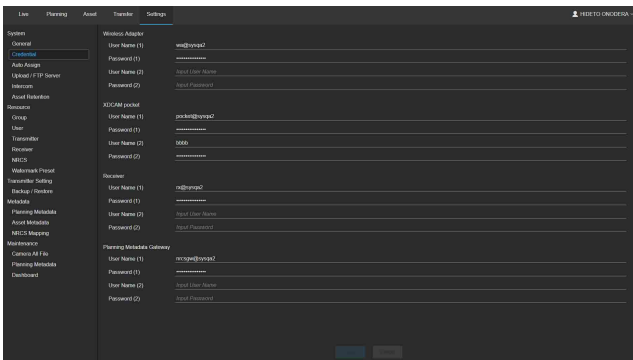 Live Planning Asset Transfer Settings HIDETO ONODERA
System
General
Credential
Auto Assign
Upload / FTP Server
Intercom
Asset Retention
Resource
Group
User
Transmitter
Receiver
NRCS
Watermark Preset
Transmitter Setting
Backup / Restore
Metadata
Planning Metadata
Asset Metadata
NRCS Mapping
Maintenance
Camera All File
Planning Metadata
Dashboard
Wireless Adapter
User Name (1) wa@sysqa2
Password (1) ••••••••••••••••
User Name (2) Input User Name
Password (2) Input Password
XDCAM pocket
User Name (1) pocket@sysqa2
Password (1) ••••••••••••••••
User Name (2) bbbb
Password (2) ••••••••••••••••
Receiver
User Name (1) rx@sysqa2
Password (1) ••••••••••••••••
User Name (2) Input User Name
Password (2) Input Password
Planning Metadata Gateway
User Name (1) nrcsgw@sysqa2
Password (1) ••••••••••••••••
User Name (2) Input User Name
Password (2) Input Password